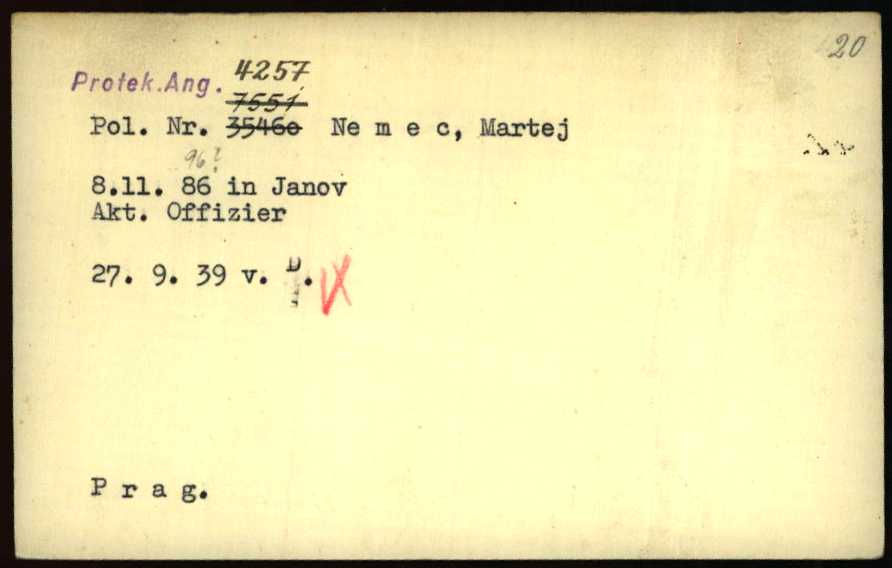 20
Protek.Ang. 4257
7551
Pol. Nr. 35460 Ne m e c, Martej
96?
8.11. 86 in Janov
Akt. Offizier
27. 9. 39 v. D.
P r a g.